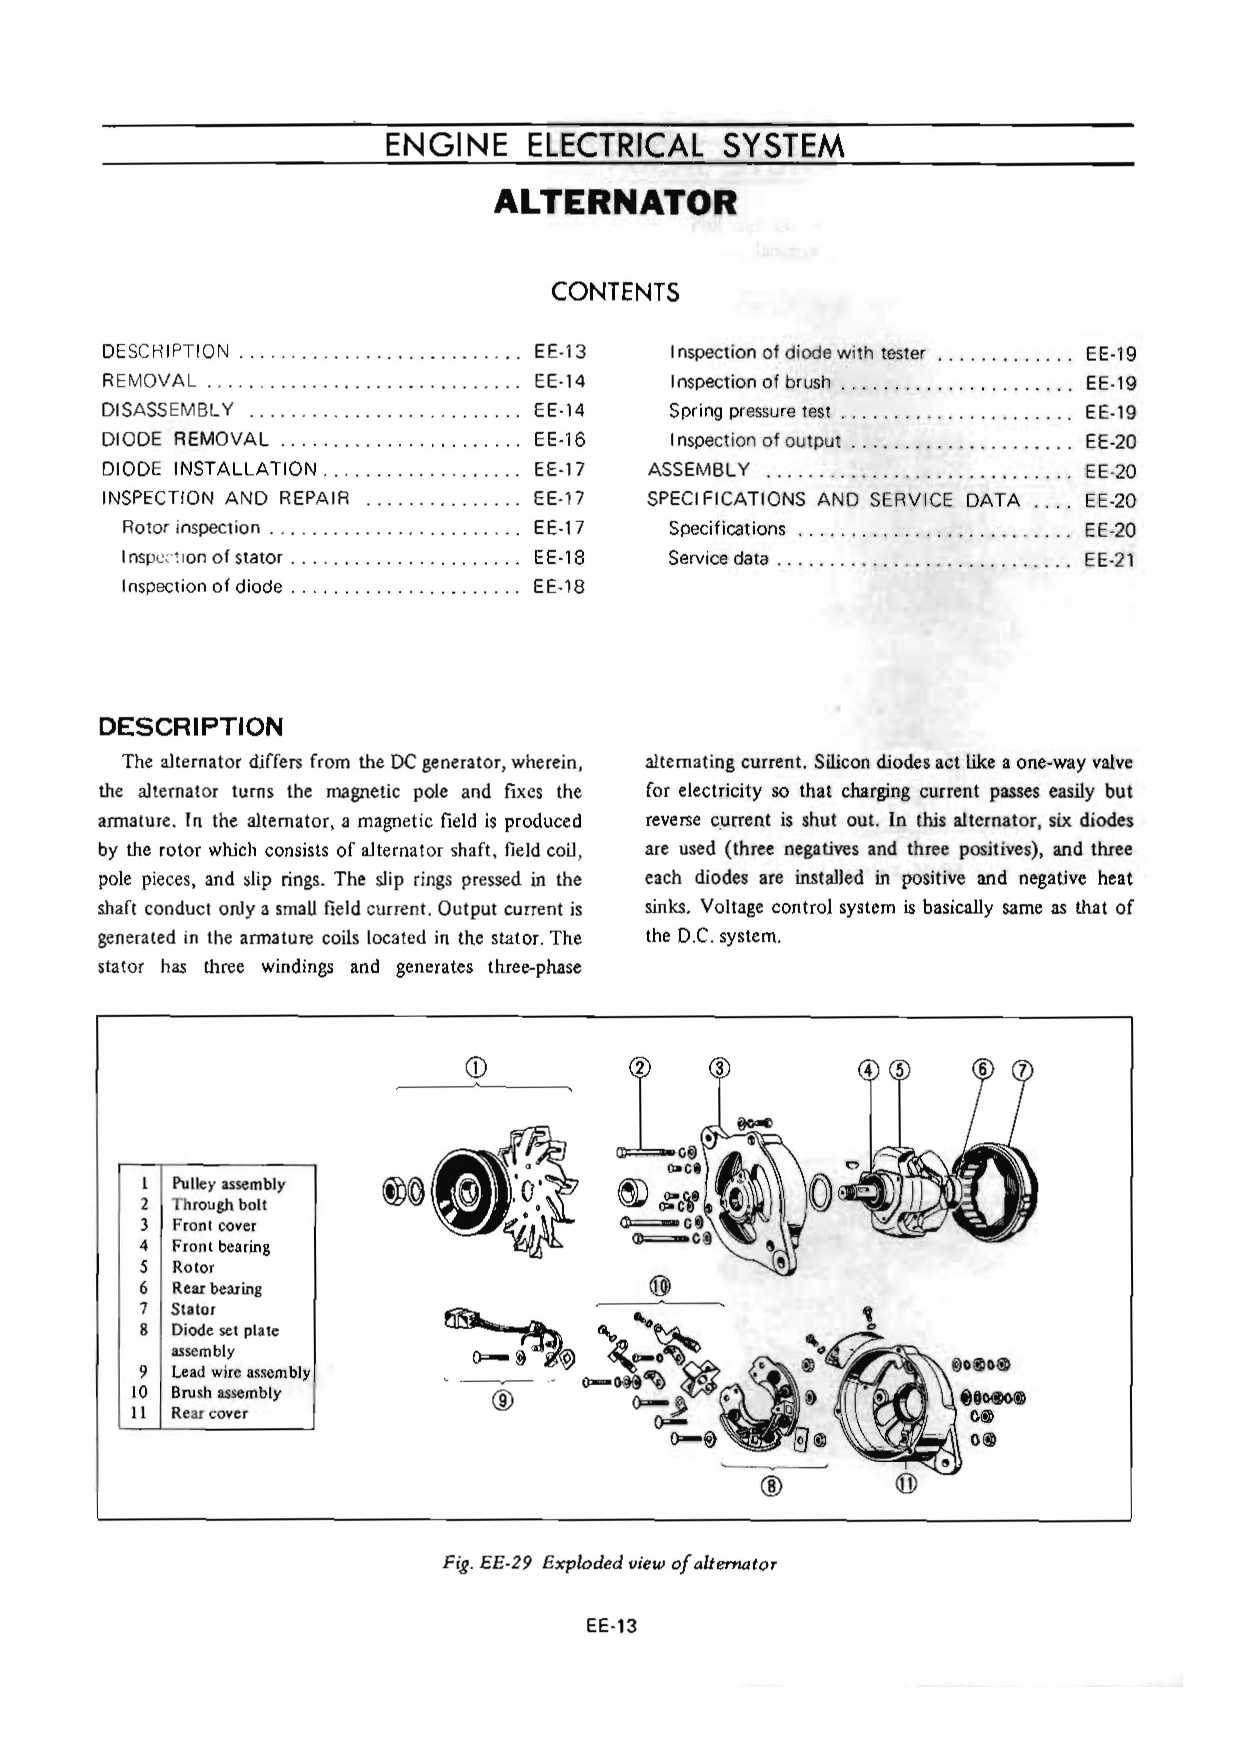 ENGINE ELECTRICAL SYSTEM
ALTERNATOR
CONTENTS
DESCRIPTION ........................... EE-13
REMOVAL .............................. EE-14
DISASSEMBLY .......................... EE-14
DIODE REMOVAL ....................... EE-16
DIODE INSTALLATION................... EE-17
INSPECTION AND REPAIR ............... EE-17
Rotor inspection ........................ EE-17
Inspection of stator ...................... EE-18
Inspection of diode ...................... EE-18
Inspection of diode with tester ............. EE-19
Inspection of brush ...................... EE-19
Spring pressure test ...................... EE-19
Inspection of output ..................... EE-20
ASSEMBLY ............................. EE-20
SPECIFICATIONS AND SERVICE DATA .... EE-20
Specifications .......................... EE-20
Service data ............................ EE-21
DESCRIPTION
The alternator differs from the DC generator, wherein,
the alternator turns the magnetic pole and fixes the
armature. In the alternator, a magnetic field is produced
by the rotor which consists of alternator shaft, field coil,
pole pieces, and slip rings. The slip rings pressed in the
shaft conduct only a small field current. Output current is
generated in the armature coils located in the stator. The
stator has three windings and generates three-phase
alternating current. Silicon diodes act like a one-way valve
for electricity so that charging current passes easily but
reverse current is shut out. In this alternator, six diodes
are used (three negatives and three positives), and three
each diodes are installed in positive and negative heat
sinks. Voltage control system is basically same as that of
the D.C. system.
1 2 3 4 5 6 7
1 Pulley assembly
2 Through bolt
3 Front cover
4 Front bearing
5 Rotor
6 Rear bearing
7 Stator
8 Diode set plate
assembly
9 Lead wire assembly
10 Brush assembly
11 Rear cover
10
9
8
11
Fig. EE-29 Exploded view of alternator
EE-13